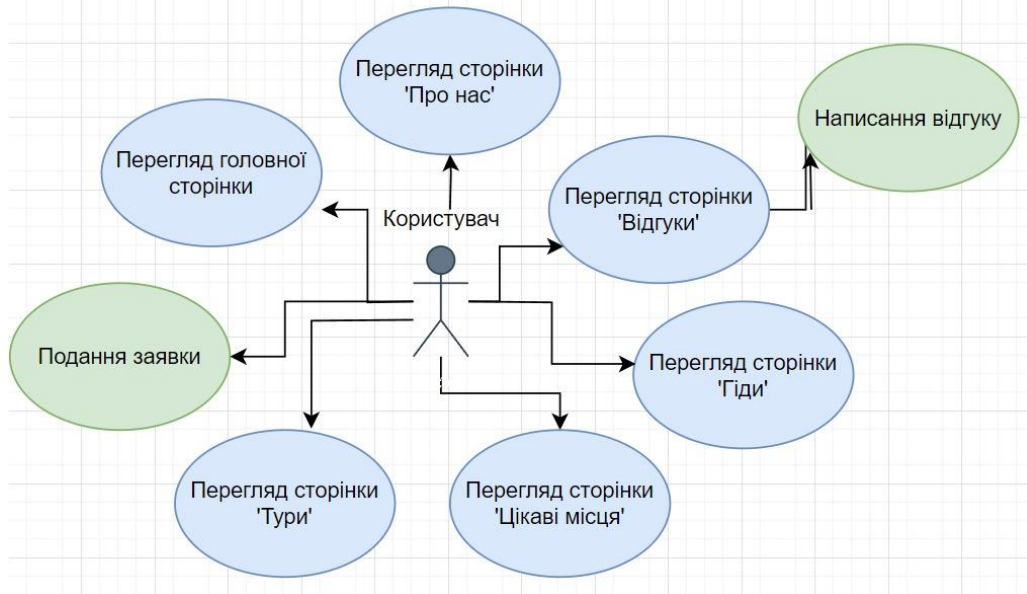 Перегляд сторінки
'Про нас'
Написання відгуку
Перегляд головної
сторінки
Перегляд сторінки
'Відгуки'
Користувач
Подання заявки
Перегляд сторінки
'Гіди'
Перегляд сторінки
'Тури'
Перегляд сторінки
'Цікаві місця'